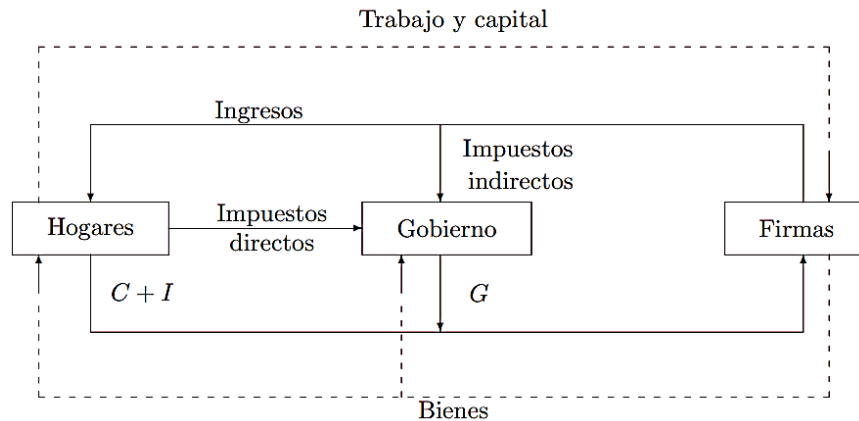 Trabajo y capital
Ingresos
Impuestos
indirectos
Hogares
Impuestos
directos
Gobierno
Firmas
C + I
G
Bienes